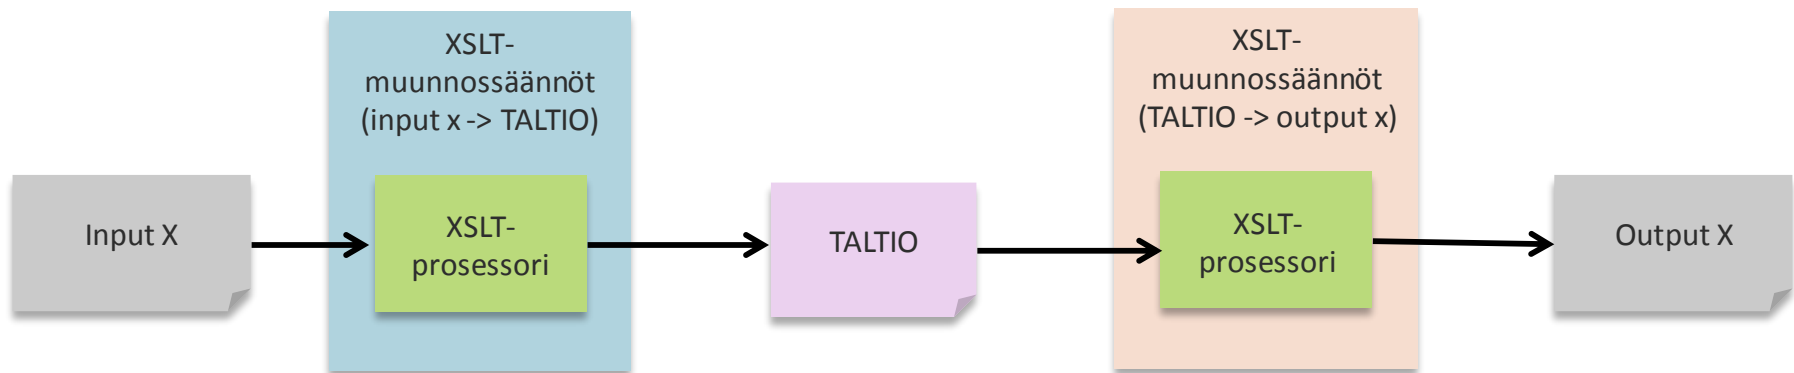 Input X
XSLT-
muunnossäännöt
(input x -> TALTIO)
XSLT-
prosessori
TALTIO
XSLT-
muunnossäännöt
(TALTIO -> output x)
XSLT-
prosessori
Output X